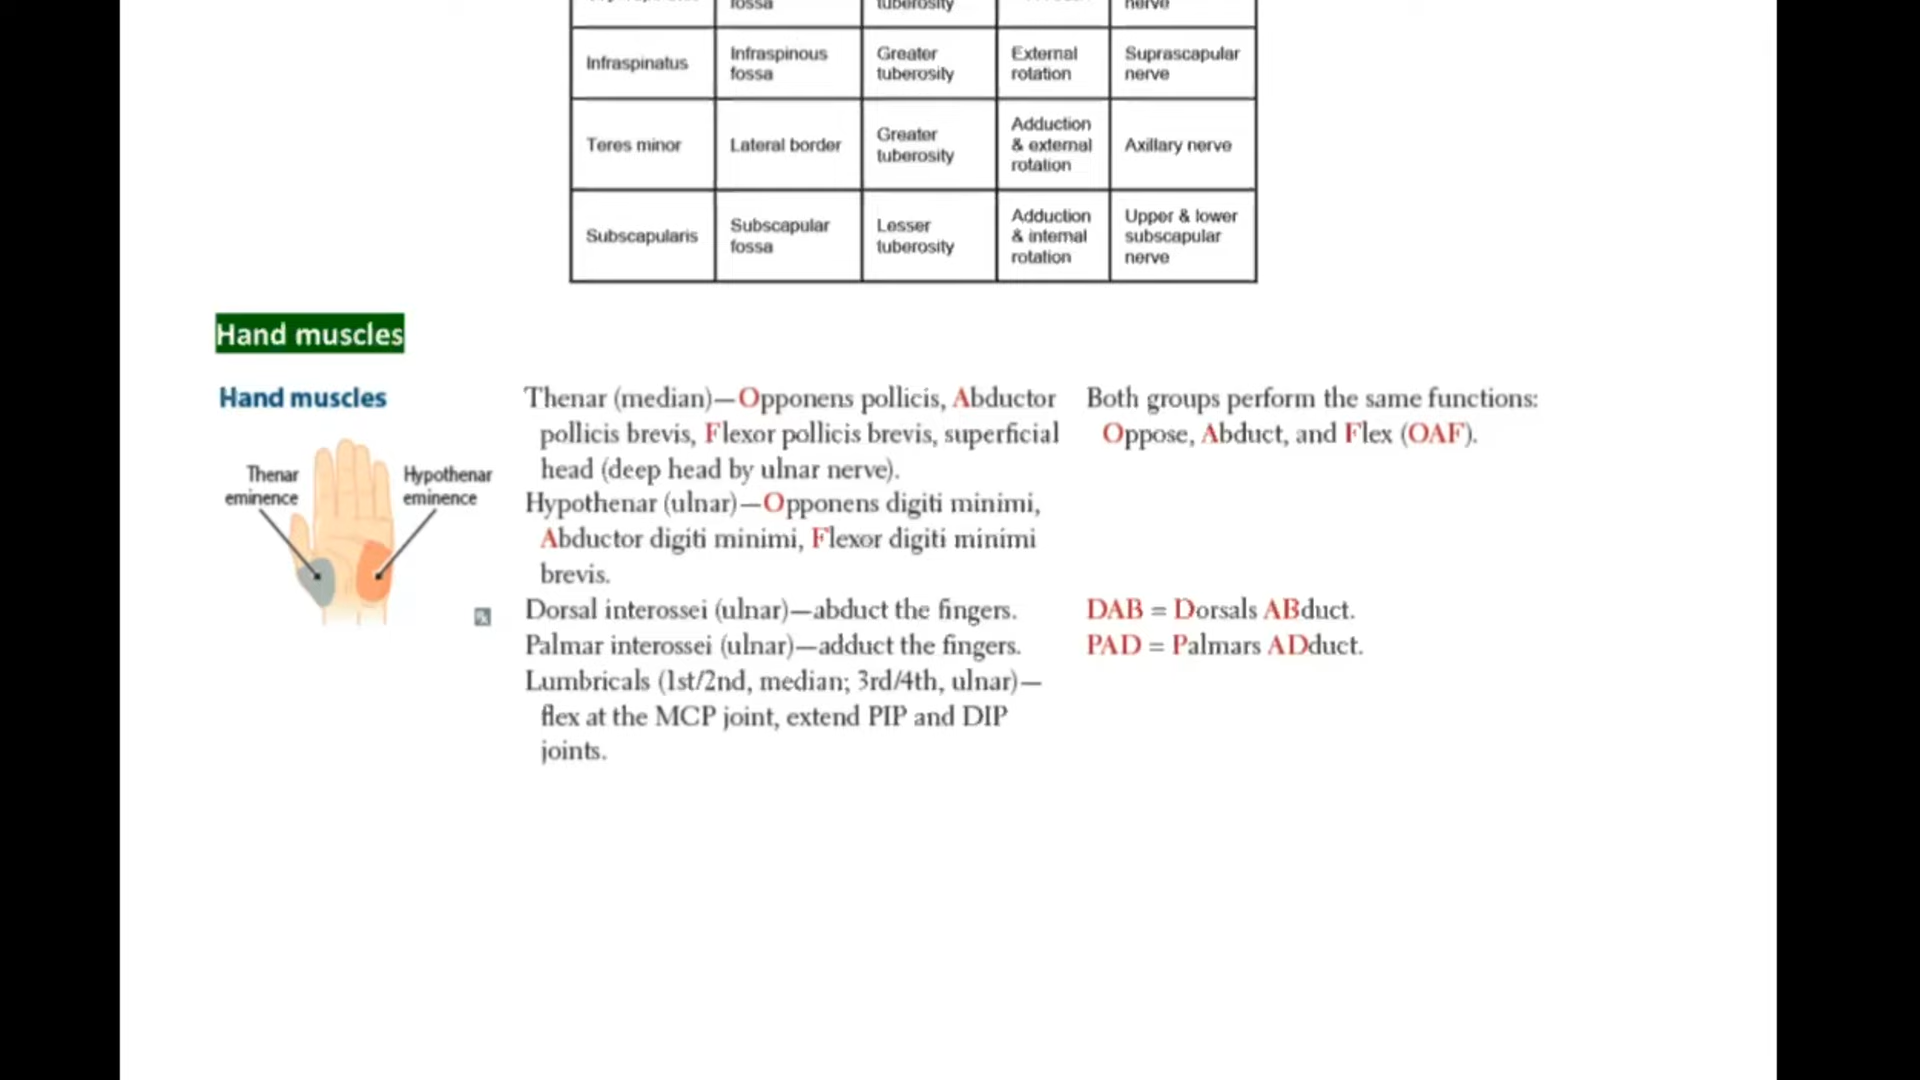 fossa
tuberosity
nerve
Infraspinatus
Infraspinous
fossa
Greater
tuberosity
External
rotation
Suprascapular
nerve
Teres minor
Lateral border
Greater
tuberosity
Adduction
& external
rotation
Axillary nerve
Subscapularis
Subscapular
fossa
Lesser
tuberosity
Adduction
& internal
rotation
Upper & lower
subscapular
nerve
Hand muscles
Hand muscles
Thenar
eminence
Hypothenar
eminence
Thenar (median)—Opponens pollicis, Abductor
pollicis brevis, Flexor pollicis brevis, superficial
head (deep head by ulnar nerve).
Hypothenar (ulnar)—Opponens digiti minimi,
Abductor digiti minimi, Flexor digiti minimi
brevis.
Dorsal interossei (ulnar)—abduct the fingers.
Palmar interossei (ulnar)—adduct the fingers.
Lumbricals (1st/2nd, median; 3rd/4th, ulnar)—
flex at the MCP joint, extend PIP and DIP
joints.
Both groups perform the same functions:
Oppose, Abduct, and Flex (OAF).
DAB = Dorsals ABduct.
PAD = Palmars ADduct.